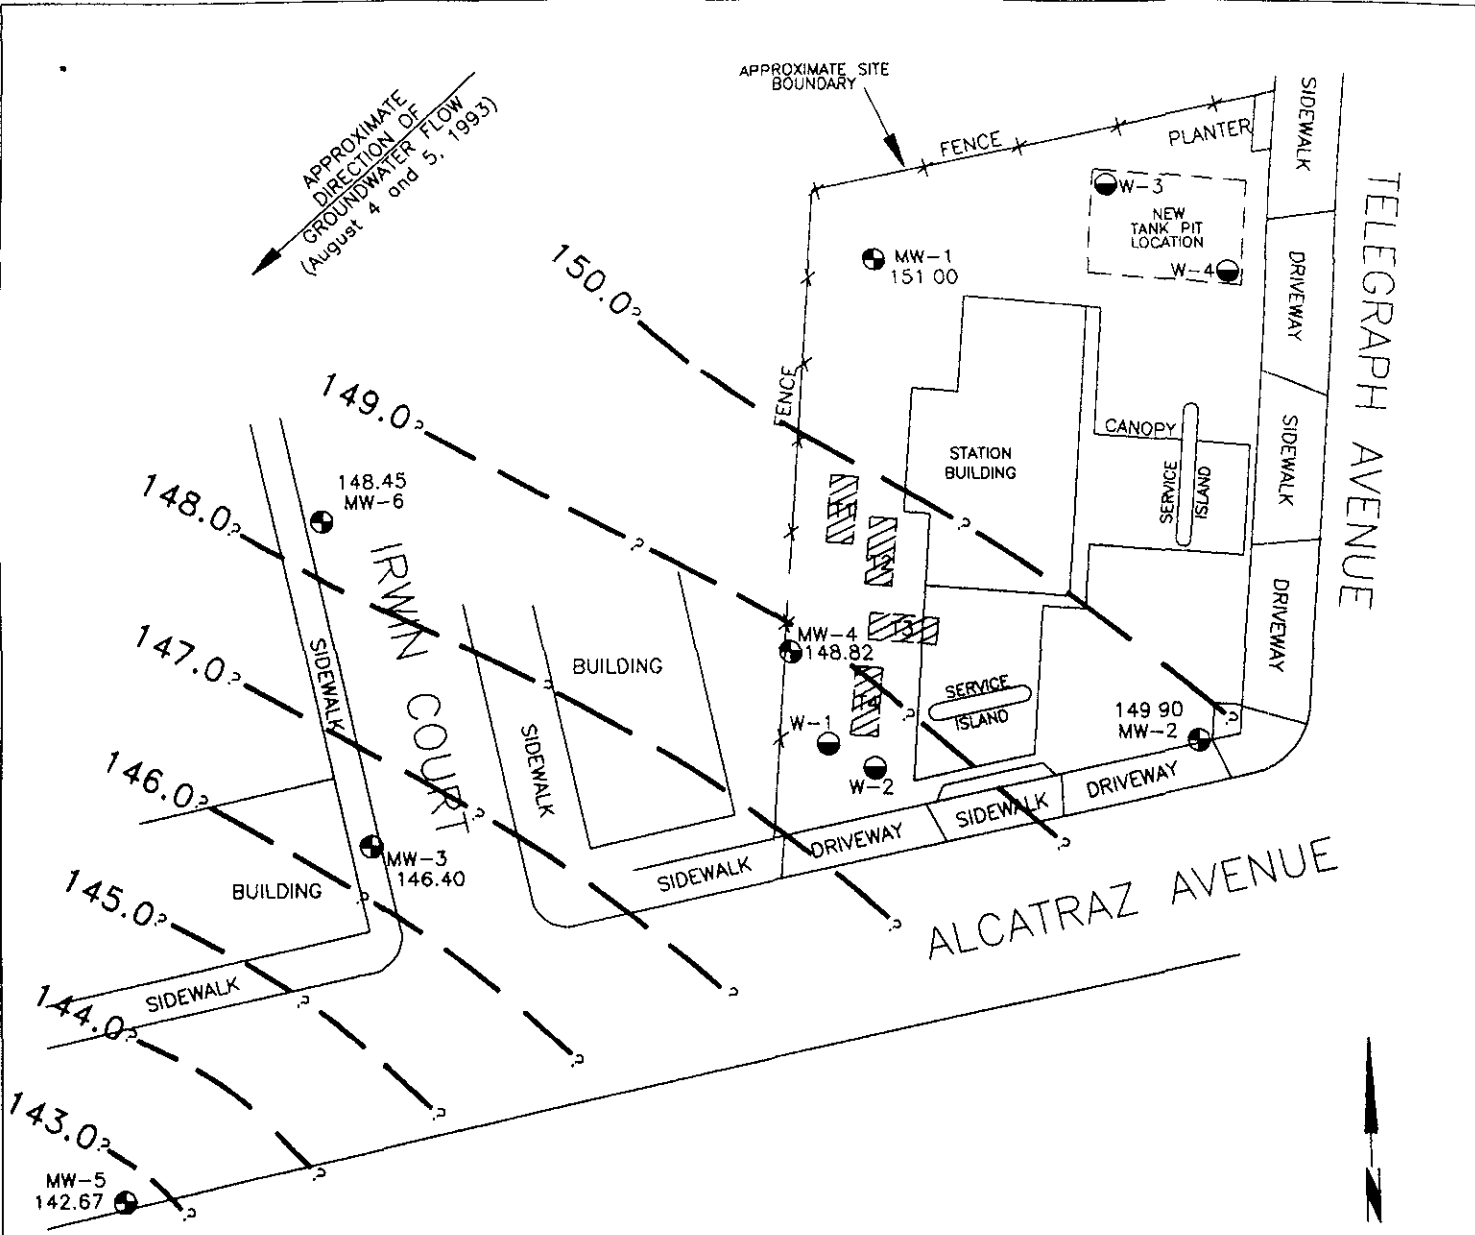 APPROXIMATE SITE
BOUNDARY
APPROXIMATE
DIRECTION OF
GROUNDWATER FLOW
(August 4 and 5, 1993)
FENCE
PLANTER
SIDEWALK
W-3
NEW
TANK PIT
LOCATION
W-4
TELEGRAPH AVENUE
MW-1
151 00
150.0?
DRIVEWAY
149.0?
FENCE
CANOPY
SERVICE
ISLAND
SIDEWALK
STATION
BUILDING
148.45
MW-6
148.0?
?
?
T2
IRWIN COURT
T3
DRIVEWAY
MW-4
148.82
147.0?
SIDEWALK
BUILDING
?
SERVICE
ISLAND
T4
?
149 90
MW-2
?
W-1
W-2
SIDEWALK
146.0?
?
DRIVEWAY
SIDEWALK
DRIVEWAY
?
MW-3
146.40
SIDEWALK
BUILDING
?
145.0?
?
ALCATRAZ AVENUE
SIDEWALK
?
?
144.0?
?
?
143.0?
?
MW-5
142.67
?
N